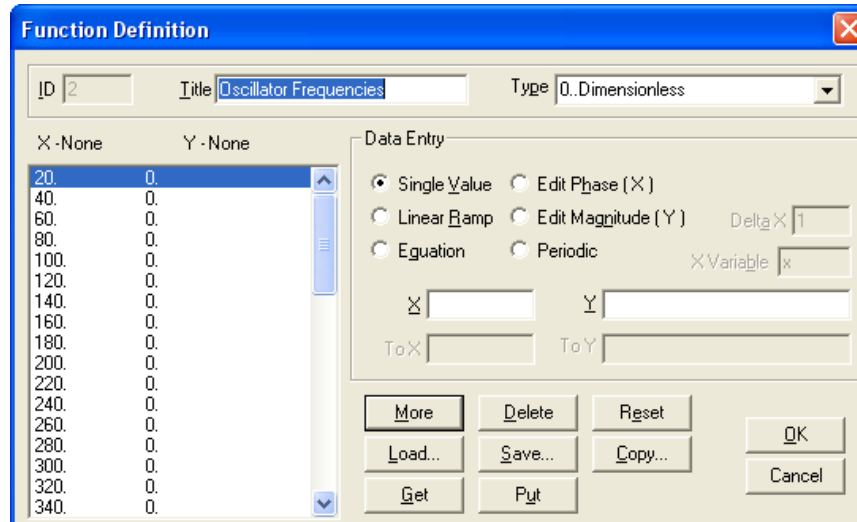 Function Definition
ID 2 Title Oscillator Frequencies Type 0..Dimensionless
X -None Y - None
20. 0.
40. 0.
60. 0.
80. 0.
100. 0.
120. 0.
140. 0.
160. 0.
180. 0.
200. 0.
220. 0.
240. 0.
260. 0.
280. 0.
300. 0.
320. 0.
340. 0.
Data Entry
Single Value Edit Phase ( X )
Linear Ramp Edit Magnitude ( Y ) Delta X 1
Equation Periodic X Variable x
X Y
To X To Y
More Delete Reset
Load... Save... Copy...
Get Put
OK
Cancel